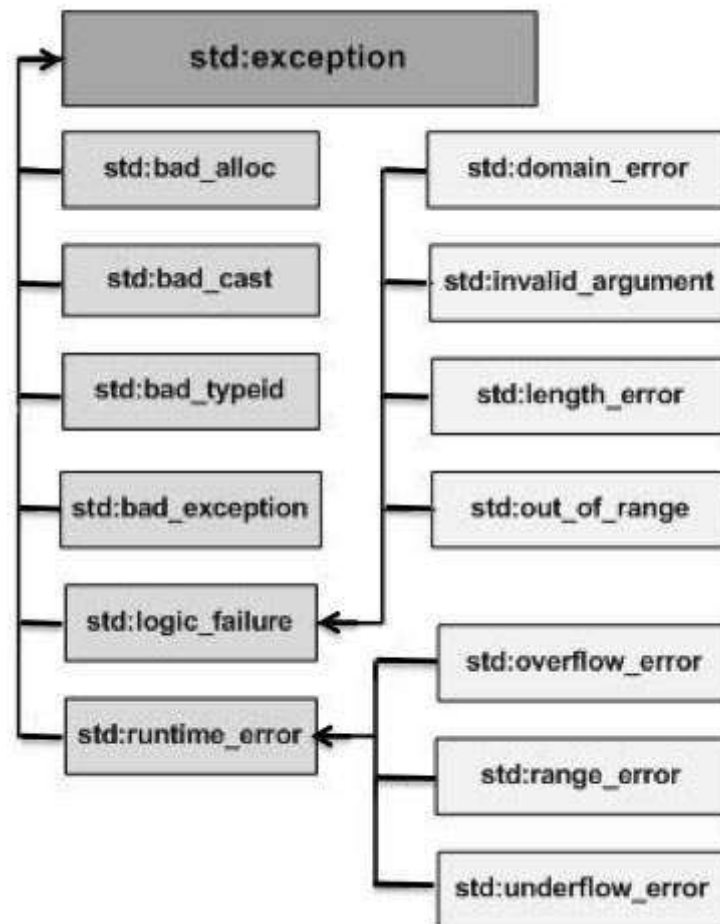 std:exception
std:bad_alloc
std:bad_cast
std:bad_typeid
std:bad_exception
std:logic_failure
std:runtime_error
std:domain_error
std:invalid_argument
std:length_error
std:out_of_range
std:overflow_error
std:range_error
std:underflow_error